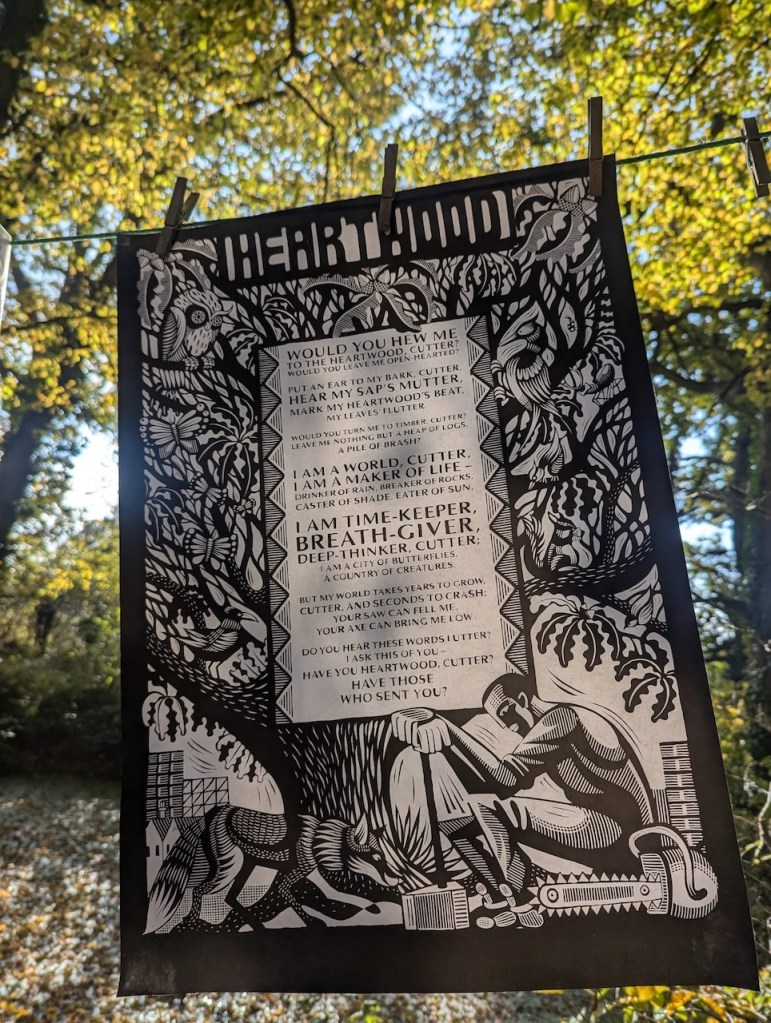 HEARTWOOD
WOULD YOU HEW ME
TO THE HEARTWOOD, CUTTER?
WOULD YOU LEAVE ME OPEN-HEARTED?
PUT AN EAR TO MY BARK, CUTTER,
HEAR MY SAP'S MUTTER,
MARK MY HEARTWOOD'S BEAT,
MY LEAVES' FLUTTER.
WOULD YOU TURN ME TO TIMBER, CUTTER?
LEAVE ME NOTHING BUT A HEAP OF LOGS,
A PILE OF BRASH?
I AM A WORLD, CUTTER,
I AM A MAKER OF LIFE –
DRINKER OF RAIN, BREAKER OF ROCKS,
CASTER OF SHADE, EATER OF SUN,
I AM TIME-KEEPER,
BREATH-GIVER,
DEEP-THINKER, CUTTER;
I AM A CITY OF BUTTERFLIES,
A COUNTRY OF CREATURES.
BUT MY WORLD TAKES YEARS TO GROW,
CUTTER, AND SECONDS TO CRASH;
YOUR SAW CAN FELL ME,
YOUR AXE CAN BRING ME LOW.
DO YOU HEAR THESE WORDS I UTTER?
I ASK THIS OF YOU –
HAVE YOU HEARTWOOD, CUTTER?
HAVE THOSE
WHO SENT YOU?